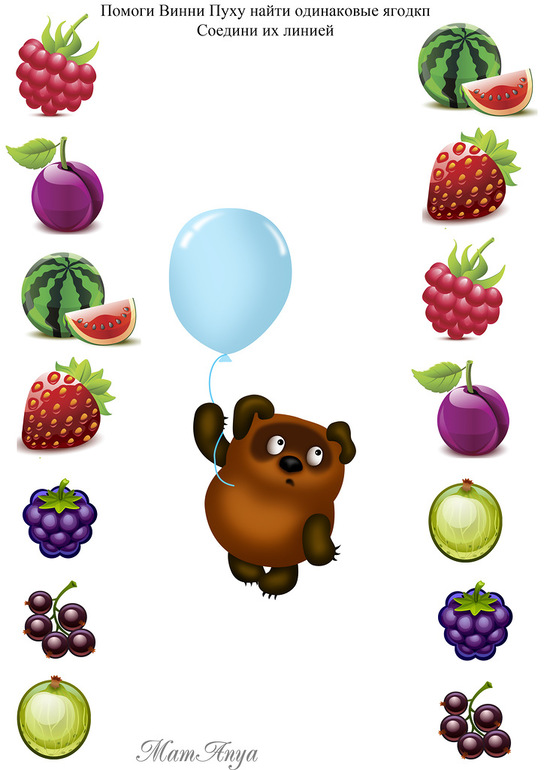 Помоги Винни Пуху найти одинаковые ягодкп
Соедини их линией
MamAnya